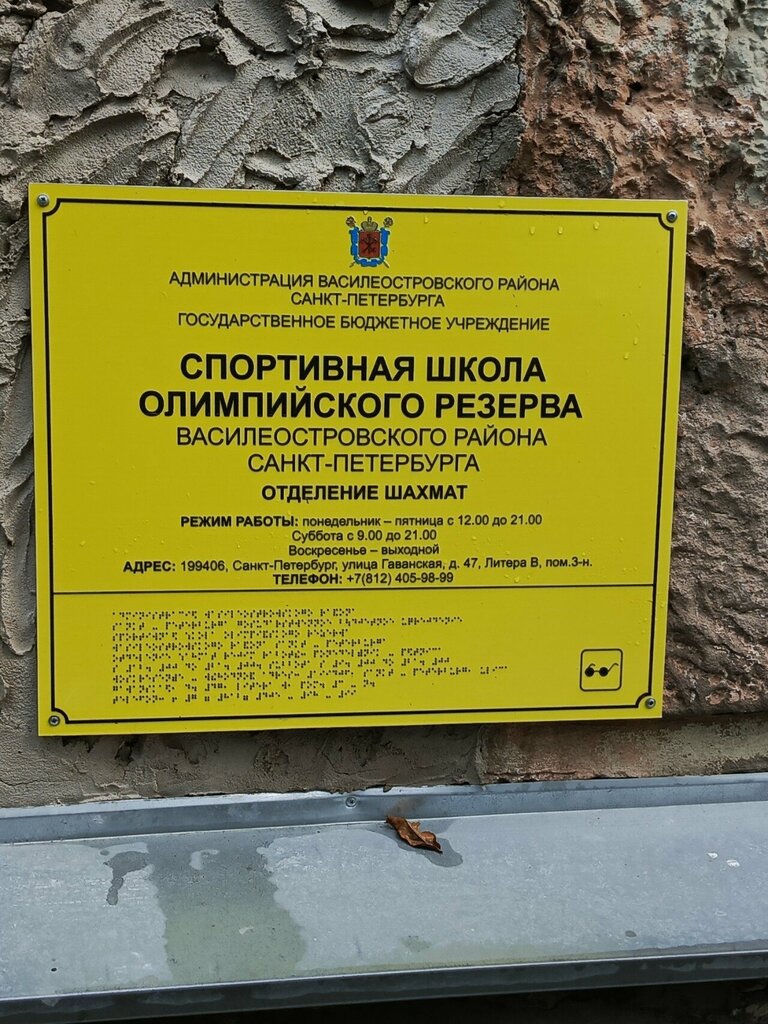 АДМИНИСТРАЦИЯ ВАСИЛЕОСТРОВСКОГО РАЙОНА
САНКТ-ПЕТЕРБУРГА
ГОСУДАРСТВЕННОЕ БЮДЖЕТНОЕ УЧРЕЖДЕНИЕ
СПОРТИВНАЯ ШКОЛА
ОЛИМПИЙСКОГО РЕЗЕРВА
ВАСИЛЕОСТРОВСКОГО РАЙОНА
САНКТ-ПЕТЕРБУРГА
ОТДЕЛЕНИЕ ШАХМАТ
РЕЖИМ РАБОТЫ: понедельник – пятница с 12.00 до 21.00
Суббота с 9.00 до 21.00
Воскресенье – выходной
АДРЕС: 199406, Санкт-Петербург, улица Гаванская, д. 47, Литера В, пом.3-н.
ТЕЛЕФОН: +7(812) 405-98-99